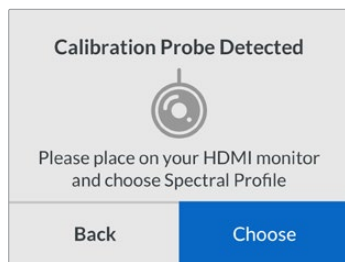 Calibration Probe Detected
Please place on your HDMI monitor
and choose Spectral Profile
Back
Choose